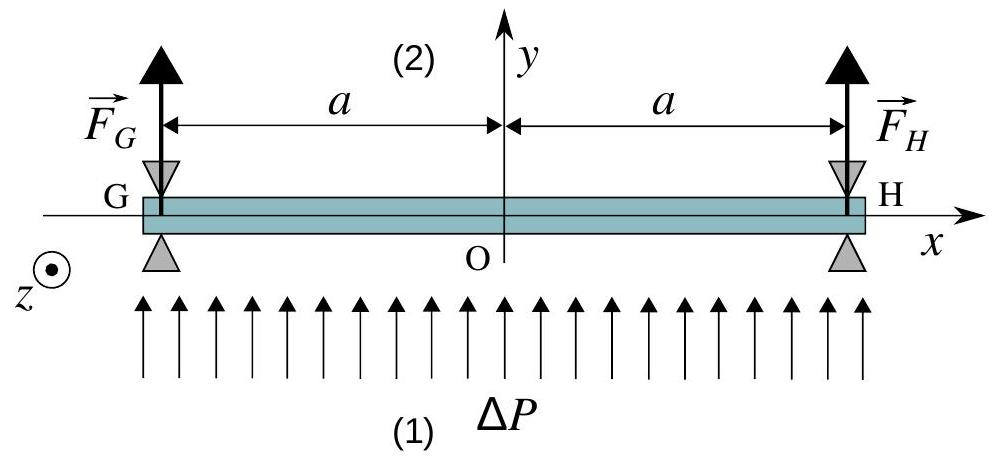 (2)
y
a
a
F_G
F_H
G
H
O
x
z
ΔP
(1)